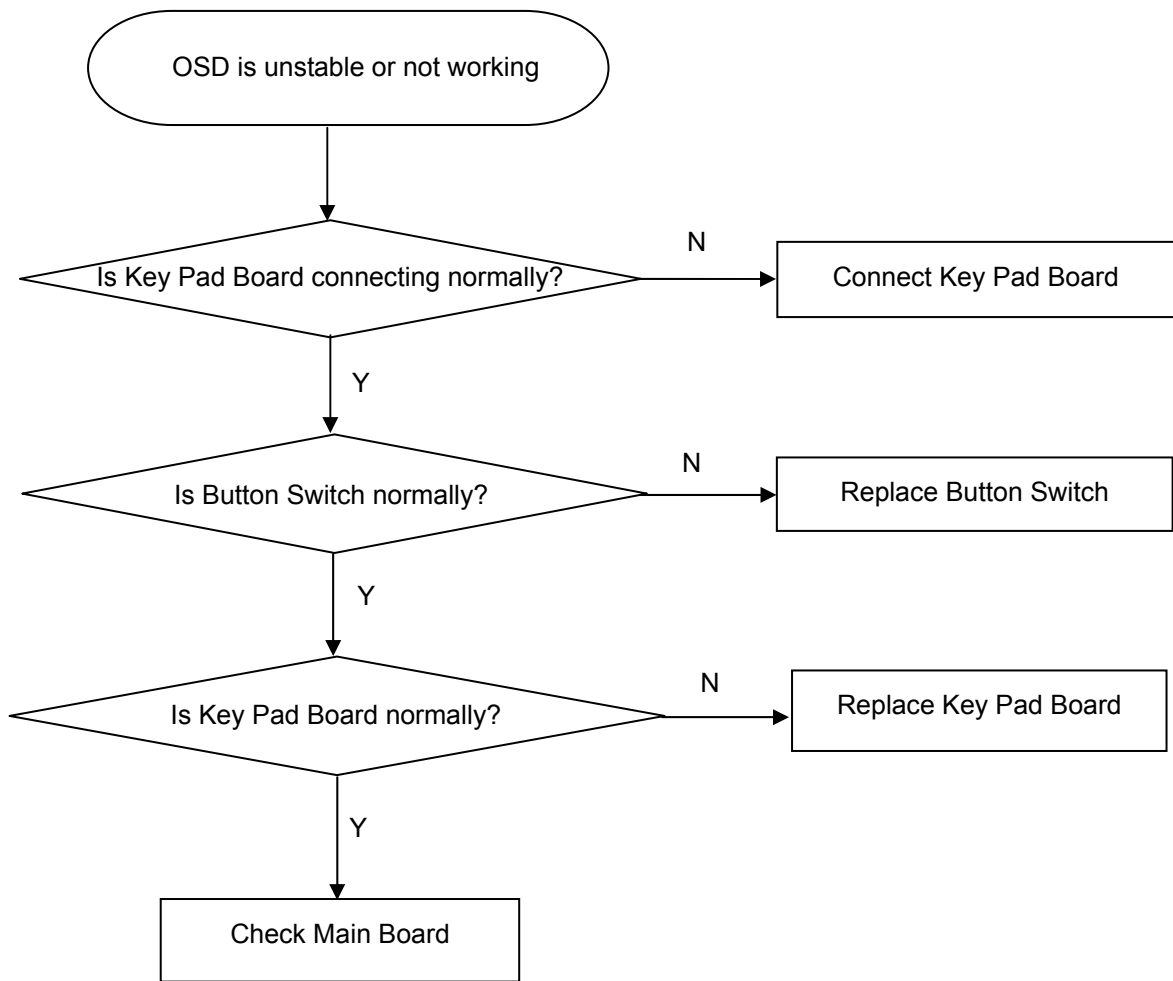 OSD is unstable or not working
N
Is Key Pad Board connecting normally?
Connect Key Pad Board
Y
N
Is Button Switch normally?
Replace Button Switch
Y
N
Is Key Pad Board normally?
Replace Key Pad Board
Y
Check Main Board